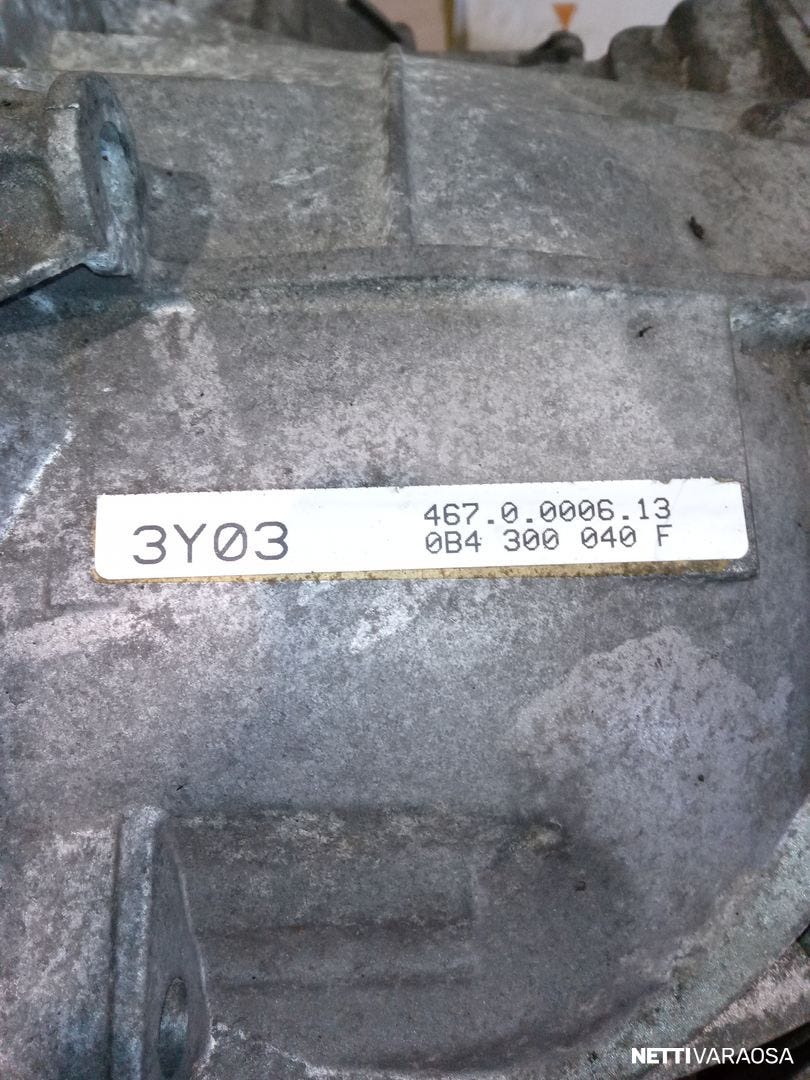 3Y03
467.0.0006.13
0B4 300 040 F
NETTIVARAOSA